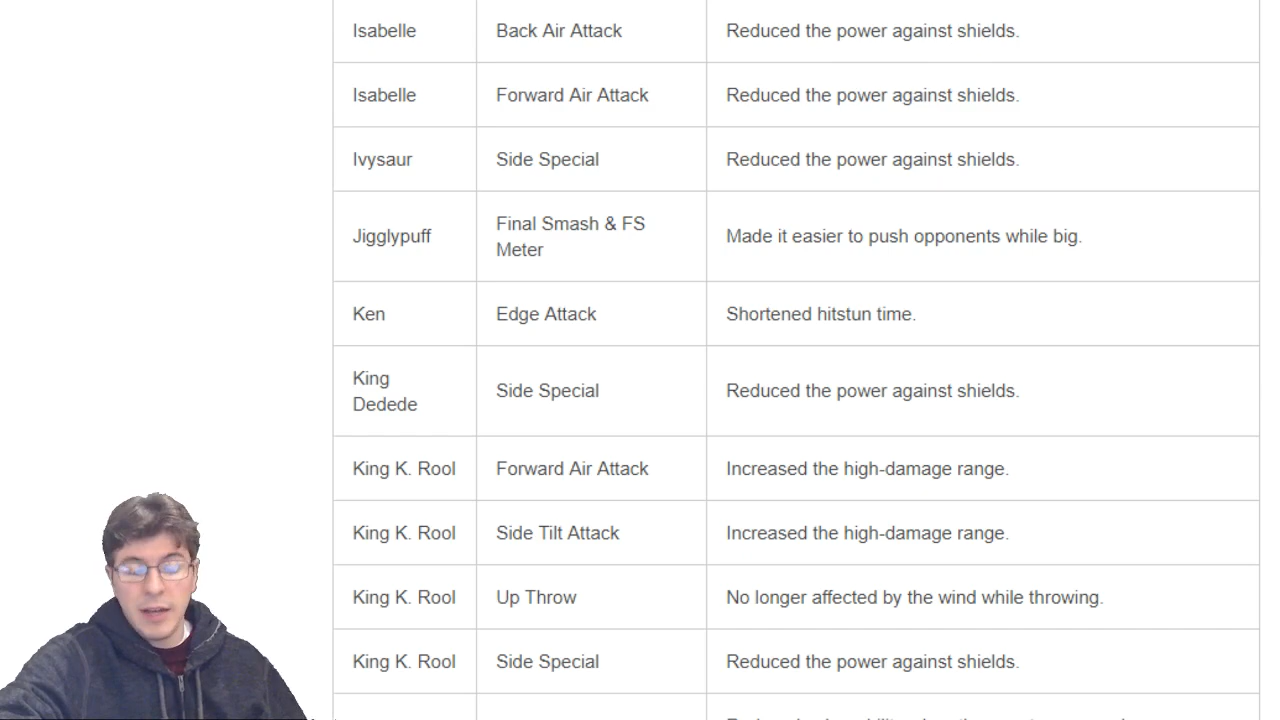 Isabelle Back Air Attack Reduced the power against shields.
Isabelle Forward Air Attack Reduced the power against shields.
Ivysaur Side Special Reduced the power against shields.
Jigglypuff Final Smash & FS Meter Made it easier to push opponents while big.
Ken Edge Attack Shortened hitstun time.
King Dedede Side Special Reduced the power against shields.
King K. Rool Forward Air Attack Increased the high-damage range.
King K. Rool Side Tilt Attack Increased the high-damage range.
King K. Rool Up Throw No longer affected by the wind while throwing.
King K. Rool Side Special Reduced the power against shields.